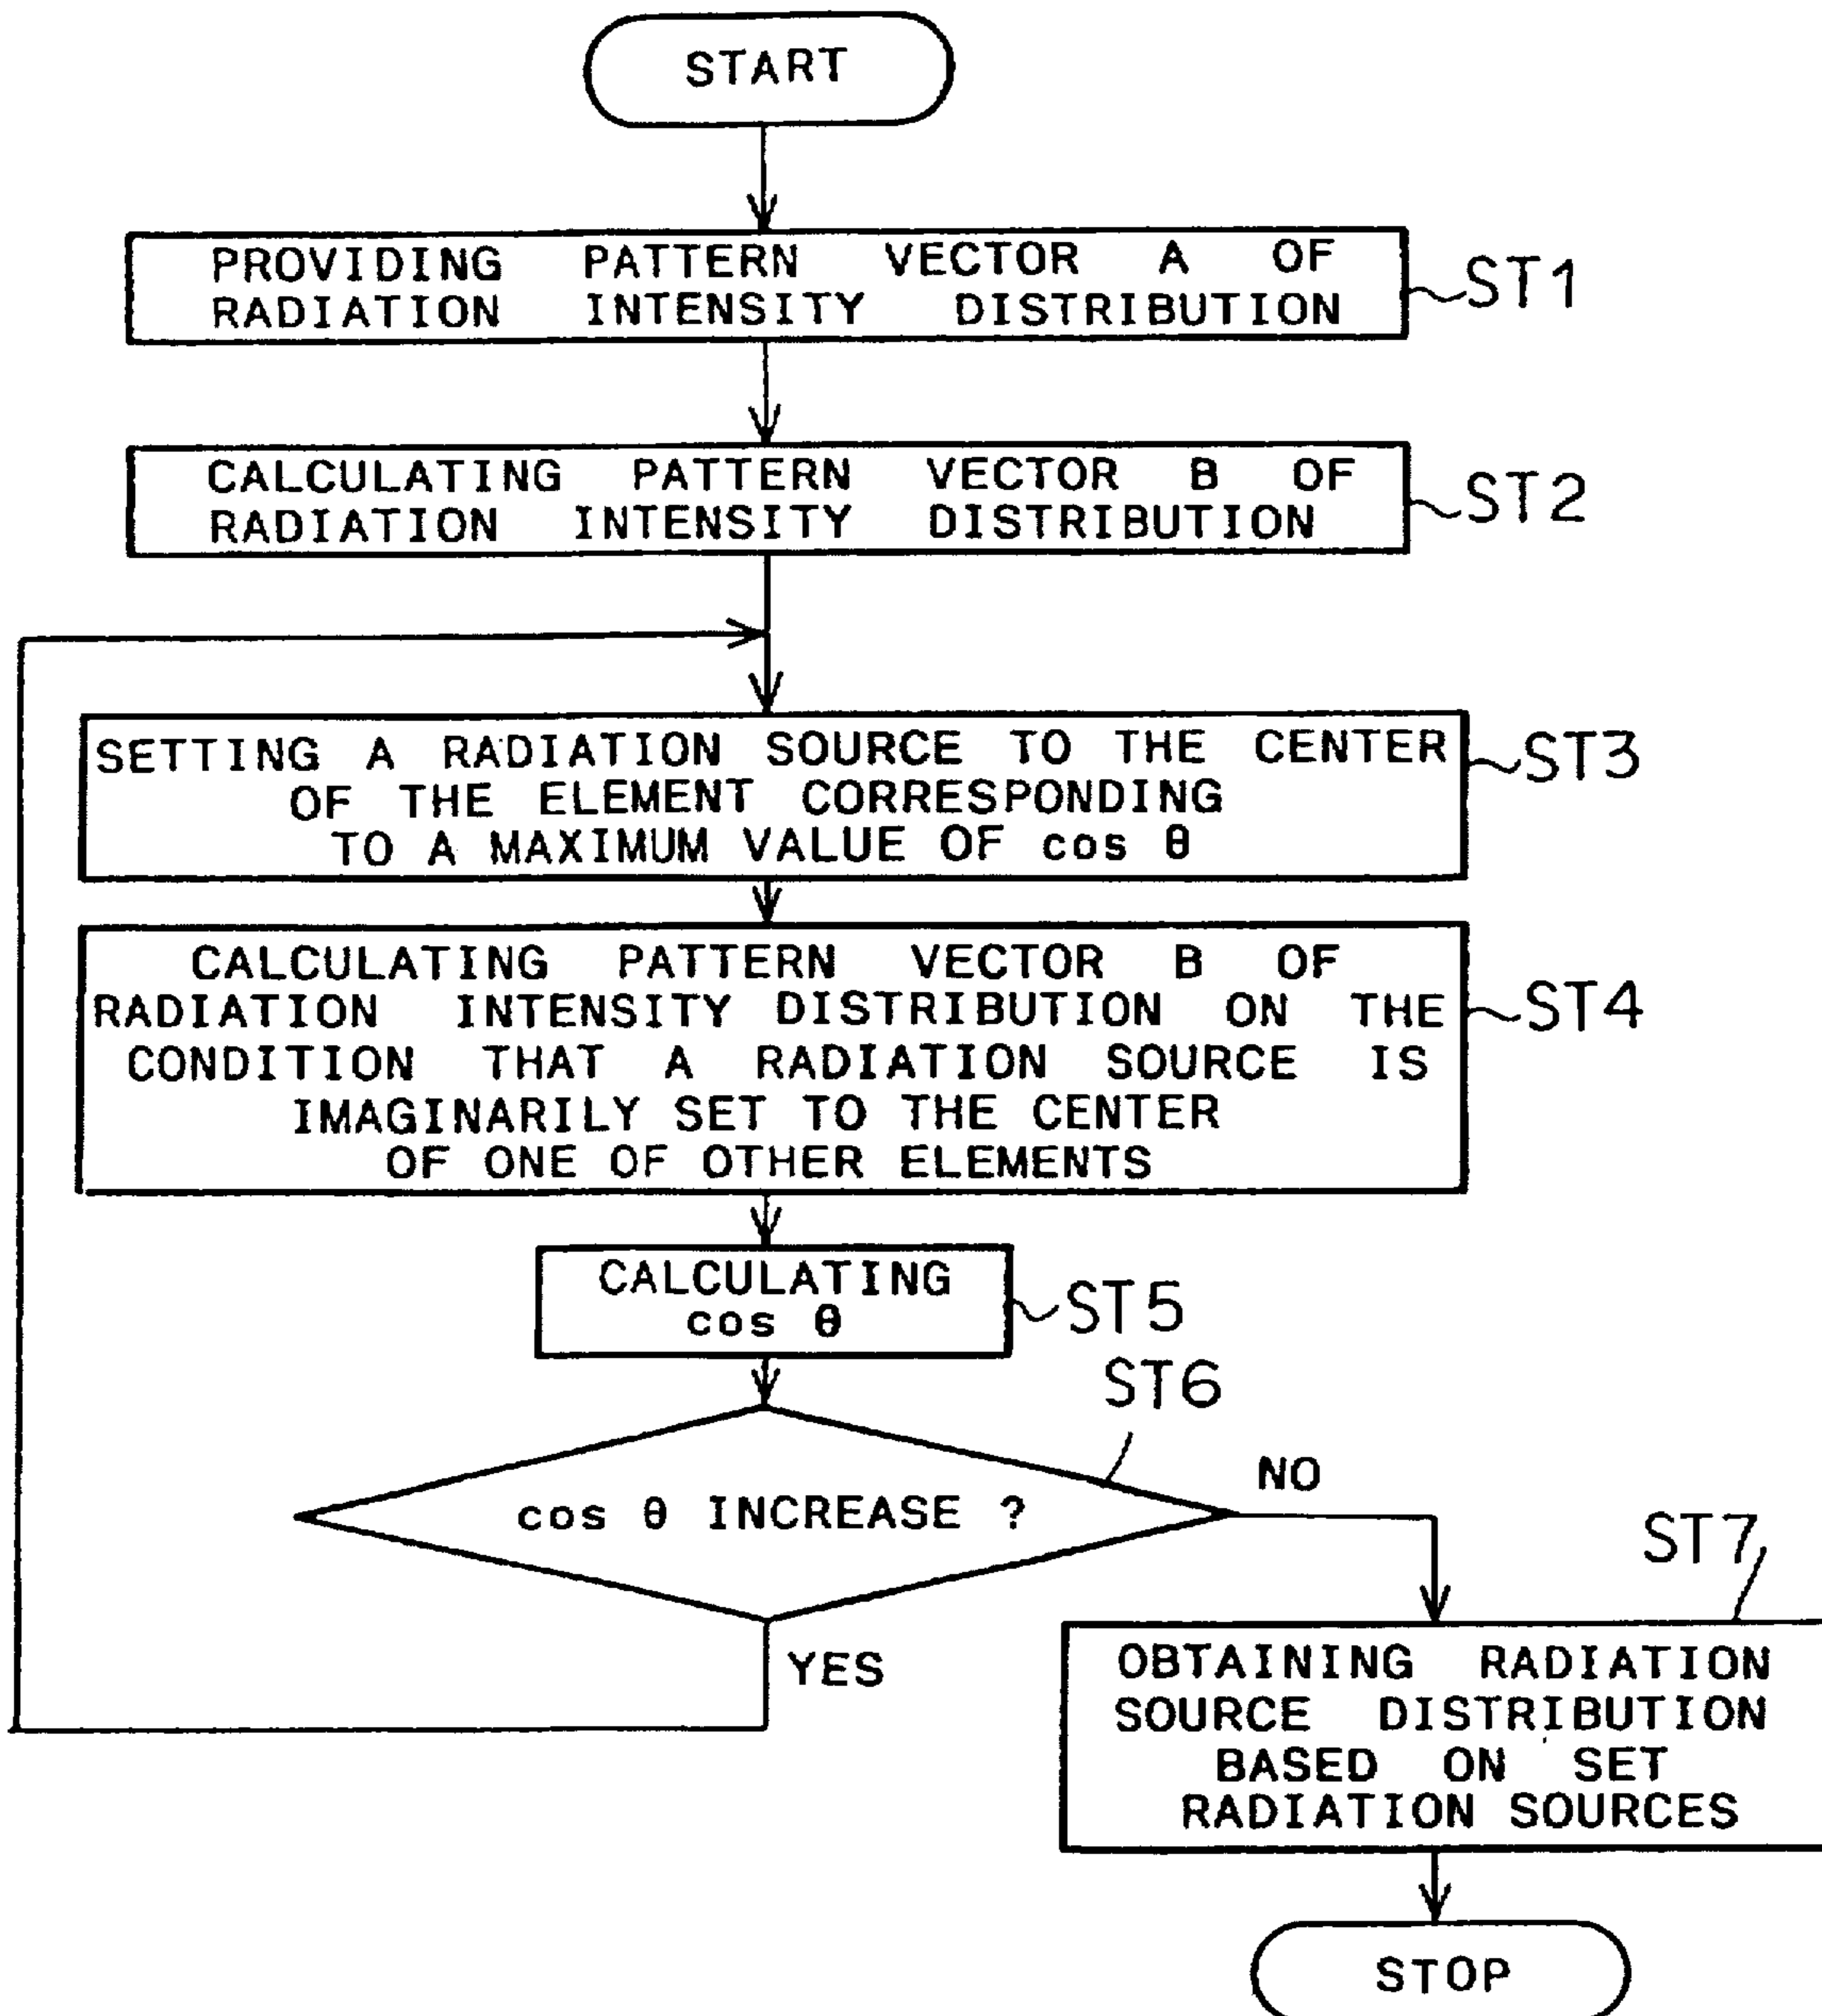 START
PROVIDING PATTERN VECTOR A OF
RADIATION INTENSITY DISTRIBUTION
ST1
CALCULATING PATTERN VECTOR B OF
RADIATION INTENSITY DISTRIBUTION
ST2
SETTING A RADIATION SOURCE TO THE CENTER
OF THE ELEMENT CORRESPONDING
TO A MAXIMUM VALUE OF cos θ
ST3
CALCULATING PATTERN VECTOR B OF
RADIATION INTENSITY DISTRIBUTION ON THE
CONDITION THAT A RADIATION SOURCE IS
IMAGINARILY SET TO THE CENTER
OF ONE OF OTHER ELEMENTS
ST4
CALCULATING
cos θ
ST5
ST6
cos θ INCREASE ?
NO
YES
ST7
OBTAINING RADIATION
SOURCE DISTRIBUTION
BASED ON SET
RADIATION SOURCES
STOP